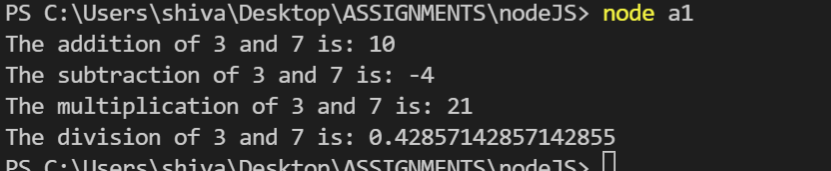 PS C:\Users\shiva\Desktop\ASSIGNMENTS\nodeJS> node a1
The addition of 3 and 7 is: 10
The subtraction of 3 and 7 is: -4
The multiplication of 3 and 7 is: 21
The division of 3 and 7 is: 0.42857142857142855
PS C:\Users\shiva\Desktop\ASSIGNMENTS\nodeJS>